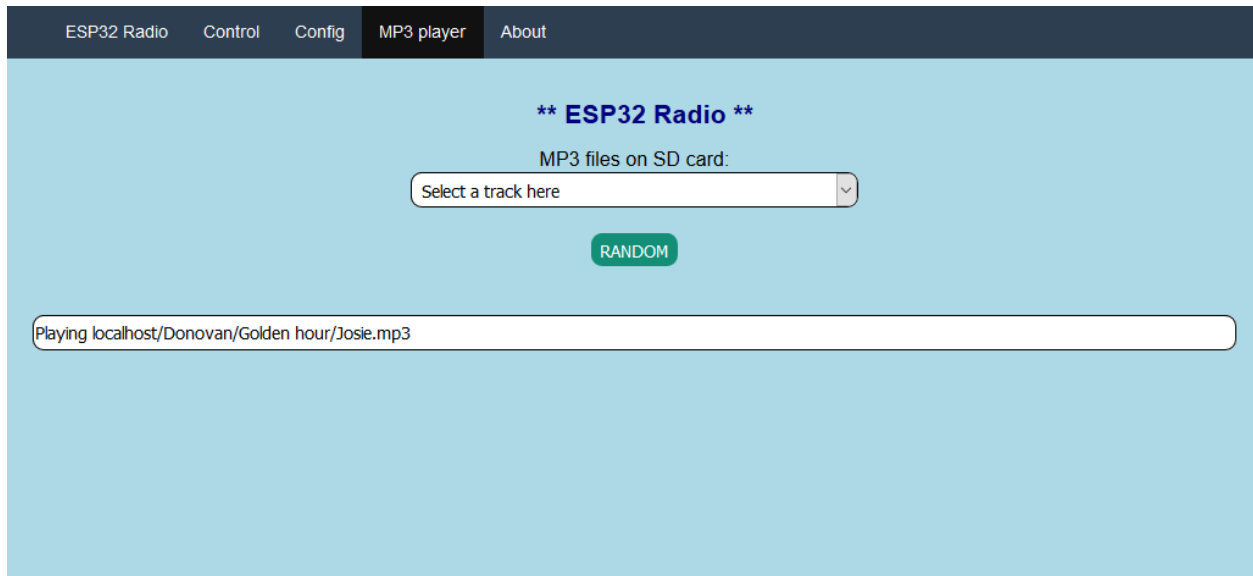 ESP32 Radio Control Config MP3 player About
** ESP32 Radio **
MP3 files on SD card:
Select a track here
RANDOM
Playing localhost/Donovan/Golden hour/Josie.mp3